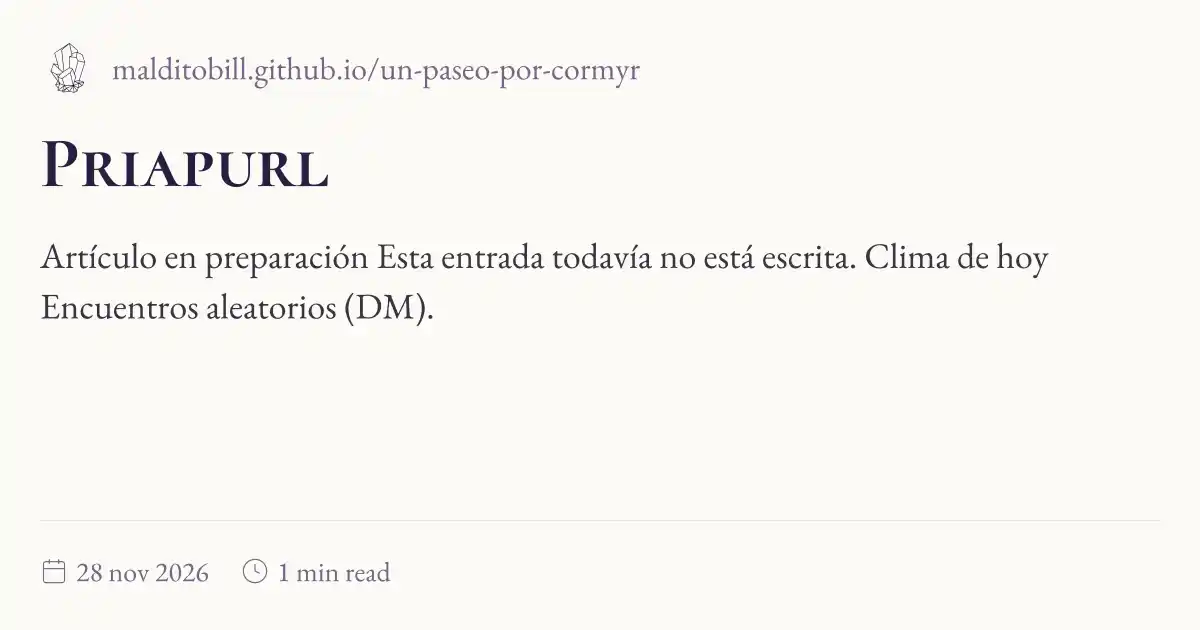 malditobill.github.io/un-paseo-por-cormyr
Priapurl
Artículo en preparación Esta entrada todavía no está escrita. Clima de hoy
Encuentros aleatorios (DM).
28 nov 2026 1 min read